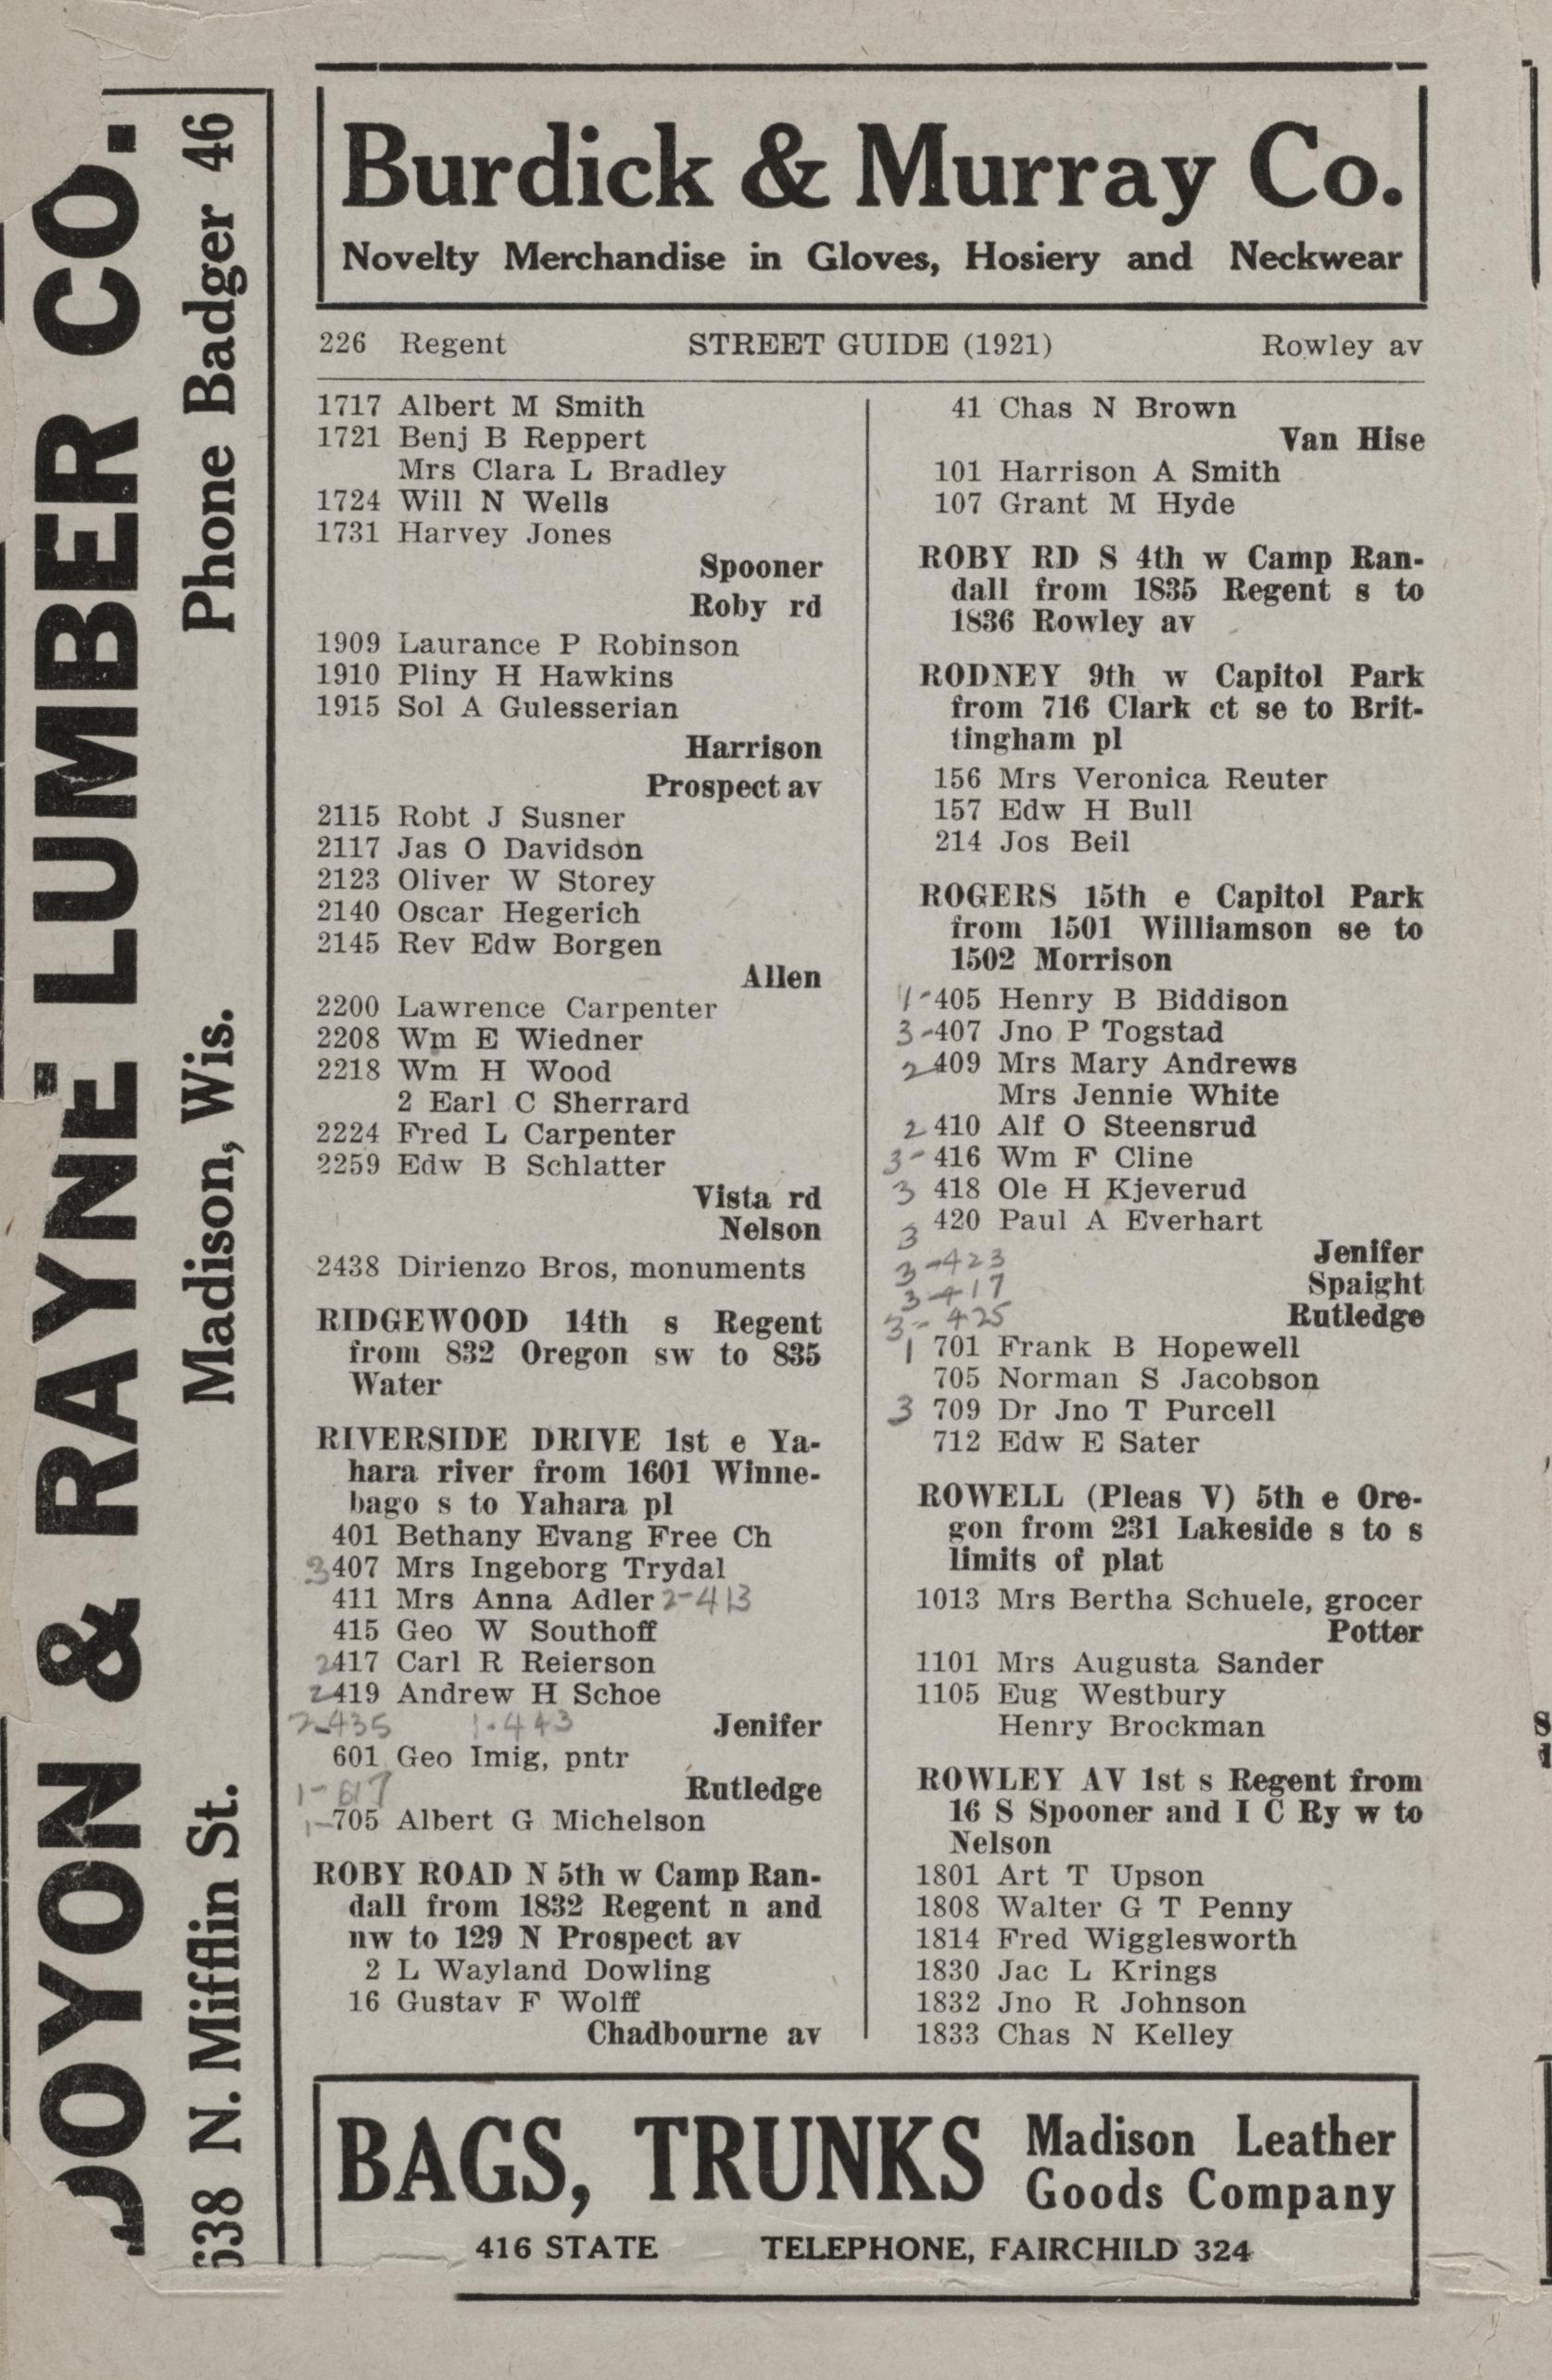 OYON & RAYNE LUMBER CO.
638 N. Mifflin St. Madison, Wis. Phone Badger 46
Burdick & Murray Co.
Novelty Merchandise in Gloves, Hosiery and Neckwear
226 Regent STREET GUIDE (1921) Rowley av
1717 Albert M Smith
1721 Benj B Reppert
Mrs Clara L Bradley
1724 Will N Wells
1731 Harvey Jones
Spooner
Roby rd
1909 Laurance P Robinson
1910 Pliny H Hawkins
1915 Sol A Gulesserian
Harrison
Prospect av
2115 Robt J Susner
2117 Jas O Davidson
2123 Oliver W Storey
2140 Oscar Hegerich
2145 Rev Edw Borgen
Allen
2200 Lawrence Carpenter
2208 Wm E Wiedner
2218 Wm H Wood
2 Earl C Sherrard
2224 Fred L Carpenter
2259 Edw B Schlatter
Vista rd
Nelson
2438 Dirienzo Bros, monuments
RIDGEWOOD 14th s Regent
from 832 Oregon sw to 835
Water
RIVERSIDE DRIVE 1st e Ya-
hara river from 1601 Winne-
bago s to Yahara pl
401 Bethany Evang Free Ch
3 407 Mrs Ingeborg Trydal
411 Mrs Anna Adler 2-413
415 Geo W Southoff
2 417 Carl R Reierson
2 419 Andrew H Schoe
2-435 1-443 Jenifer
601 Geo Imig, pntr
1-617 Rutledge
1-705 Albert G Michelson
ROBY ROAD N 5th w Camp Ran-
dall from 1832 Regent n and
nw to 129 N Prospect av
2 L Wayland Dowling
16 Gustav F Wolff
Chadbourne av
41 Chas N Brown
Van Hise
101 Harrison A Smith
107 Grant M Hyde
ROBY RD S 4th w Camp Ran-
dall from 1835 Regent s to
1836 Rowley av
RODNEY 9th w Capitol Park
from 716 Clark ct se to Brit-
tingham pl
156 Mrs Veronica Reuter
157 Edw H Bull
214 Jos Beil
ROGERS 15th e Capitol Park
from 1501 Williamson se to
1502 Morrison
1-405 Henry B Biddison
3-407 Jno P Togstad
2-409 Mrs Mary Andrews
Mrs Jennie White
2 410 Alf O Steensrud
3-416 Wm F Cline
3 418 Ole H Kjeverud
3 420 Paul A Everhart
3-423 Jenifer
3-417 Spaight
3-425 Rutledge
1 701 Frank B Hopewell
705 Norman S Jacobson
3 709 Dr Jno T Purcell
712 Edw E Sater
ROWELL (Pleas V) 5th e Ore-
gon from 231 Lakeside s to s
limits of plat
1013 Mrs Bertha Schuele, grocer
Potter
1101 Mrs Augusta Sander
1105 Eug Westbury
Henry Brockman
ROWLEY AV 1st s Regent from
16 S Spooner and I C Ry w to
Nelson
1801 Art T Upson
1808 Walter G T Penny
1814 Fred Wigglesworth
1830 Jac L Krings
1832 Jno R Johnson
1833 Chas N Kelley
BAGS, TRUNKS Madison Leather
Goods Company
416 STATE TELEPHONE, FAIRCHILD 324